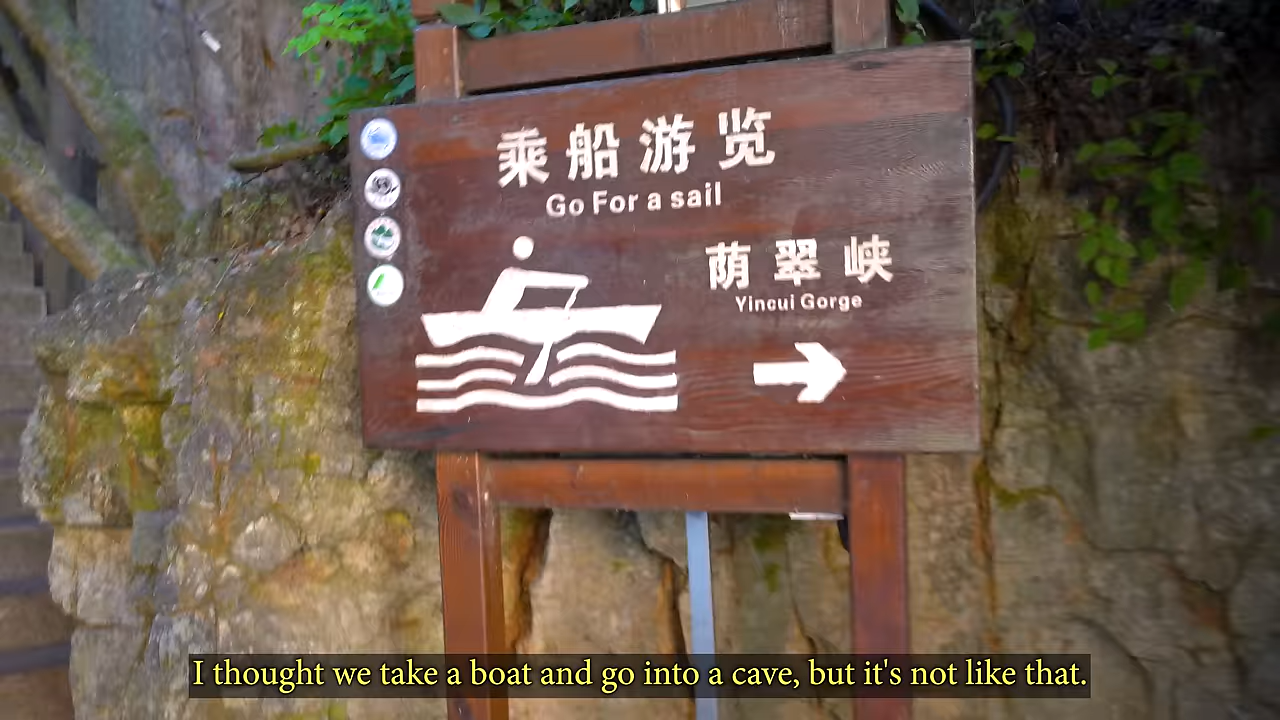 乘船游览
Go For a sail
荫翠峡
Yincui Gorge
I thought we take a boat and go into a cave, but it's not like that.